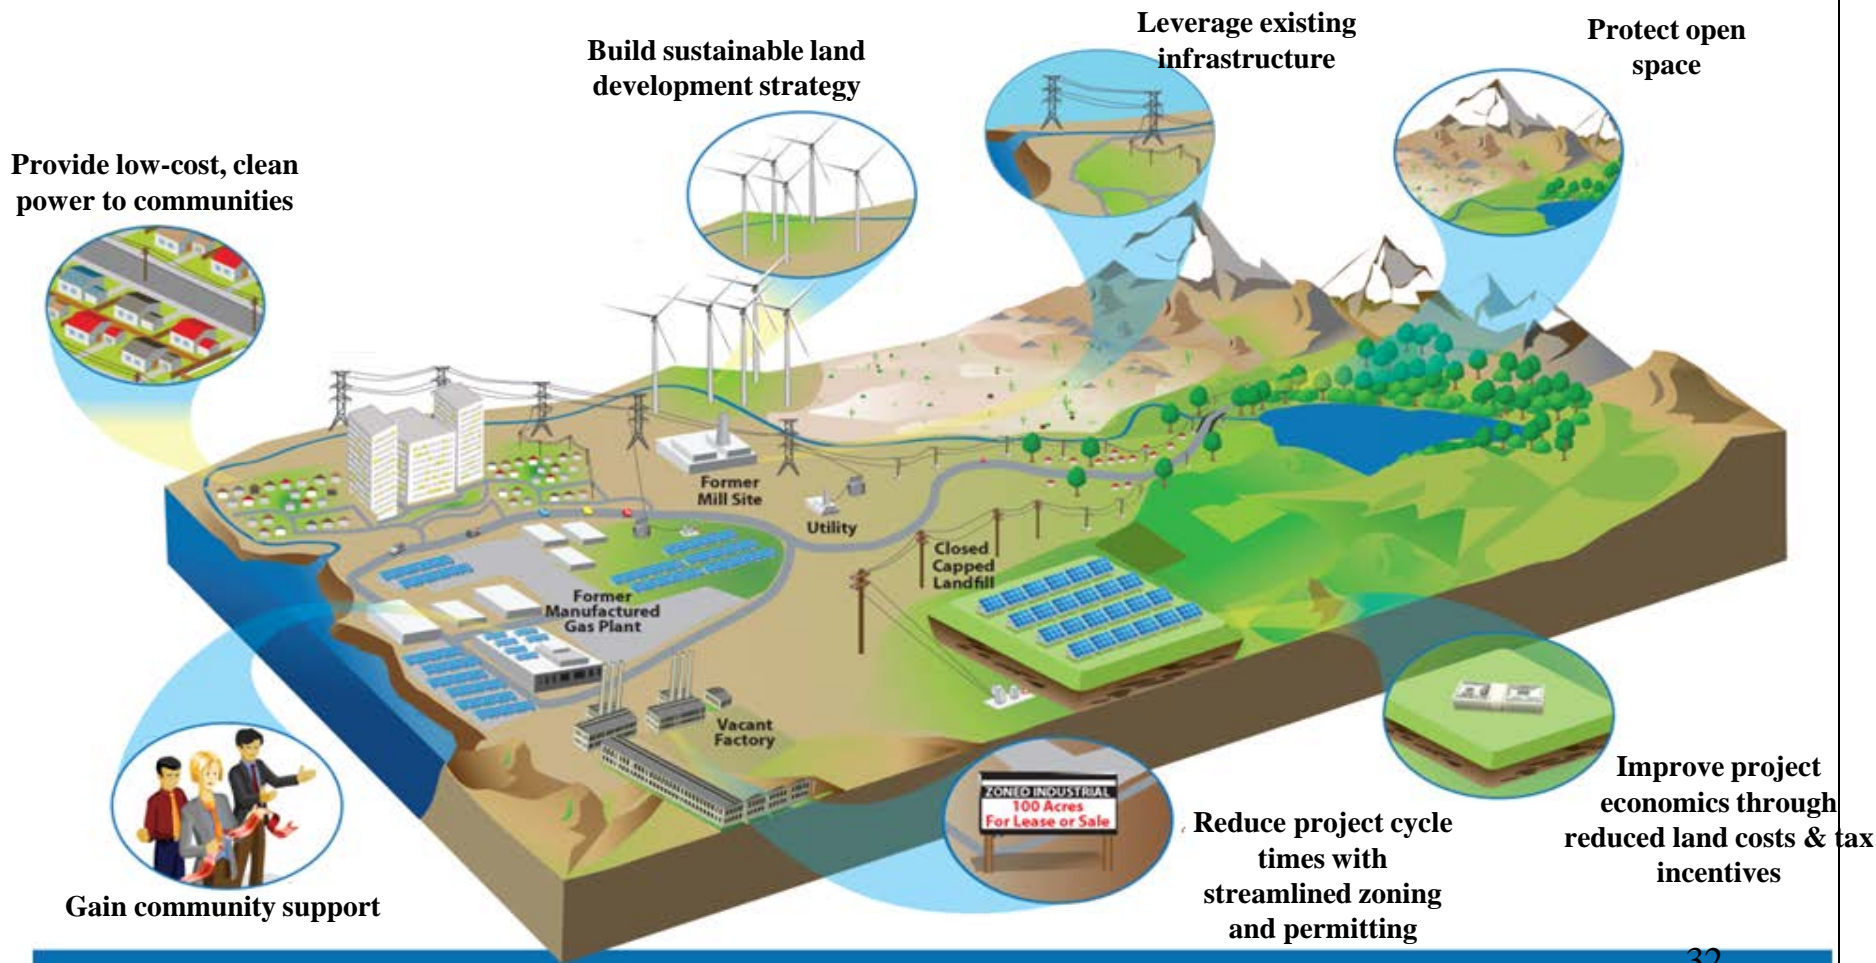 Leverage existing
infrastructure
Protect open
space
Build sustainable land
development strategy
Provide low-cost, clean
power to communities
Former
Mill Site
Utility
Closed
Capped
Landfill
Former
Manufactured
Gas Plant
Vacant
Factory
ZONED INDUSTRIAL
100 Acres
For Lease or Sale
Improve project
economics through
reduced land costs & tax
incentives
Reduce project cycle
times with
streamlined zoning
and permitting
Gain community support
32